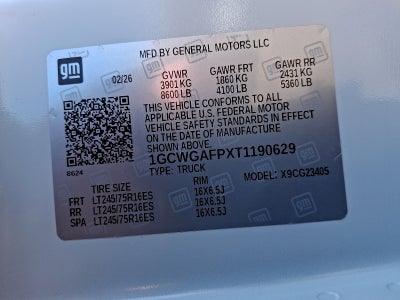 MFD BY GENERAL MOTORS LLC
gm
02/26 GVWR GAWR FRT GAWR RR
3901 KG 1860 KG 2431 KG
8600 LB 4100 LB 5360 LB
THIS VEHICLE CONFORMS TO ALL
APPLICABLE U.S. FEDERAL MOTOR
VEHICLE SAFETY STANDARDS IN EFFECT
ON THE DATE OF MANUFACTURE SHOWN ABOVE
1GCWGAFPXT1190629
8624 TYPE: TRUCK MODEL: X9CG23405
TIRE SIZE RIM
FRT LT245/75R16ES 16X6.5J
RR LT245/75R16ES 16X6.5J
SPA LT245/75R16ES 16X6.5J